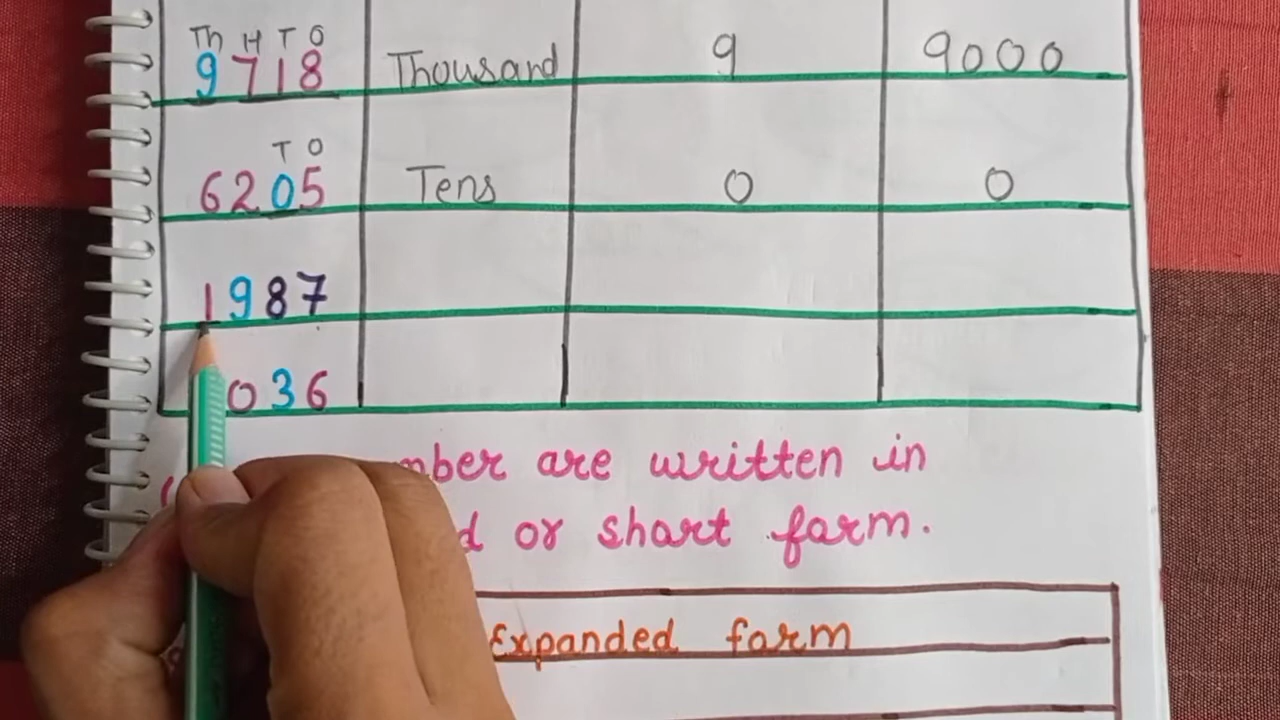 Th H T O
9718 Thousand 9 9000
T O
6205 Tens 0 0
1987
036
are written in
or short form.
Expanded form